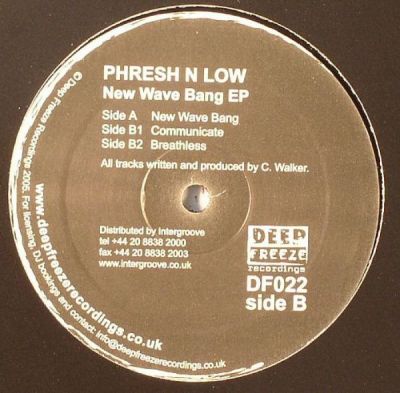 PHRESH N LOW
New Wave Bang EP
Side A New Wave Bang
Side B1 Communicate
Side B2 Breathless
All tracks written and produced by C. Walker.
Distributed by Intergroove
tel +44 20 8838 2000
fax +44 20 8838 2003
www.intergroove.co.uk
DEEP
FREEZE
recordings
DF022
side B
© Deep Freeze Recordings 2005. For licensing, DJ bookings and contact: info@deepfreezerecordings.co.uk
www.deepfreezerecordings.co.uk